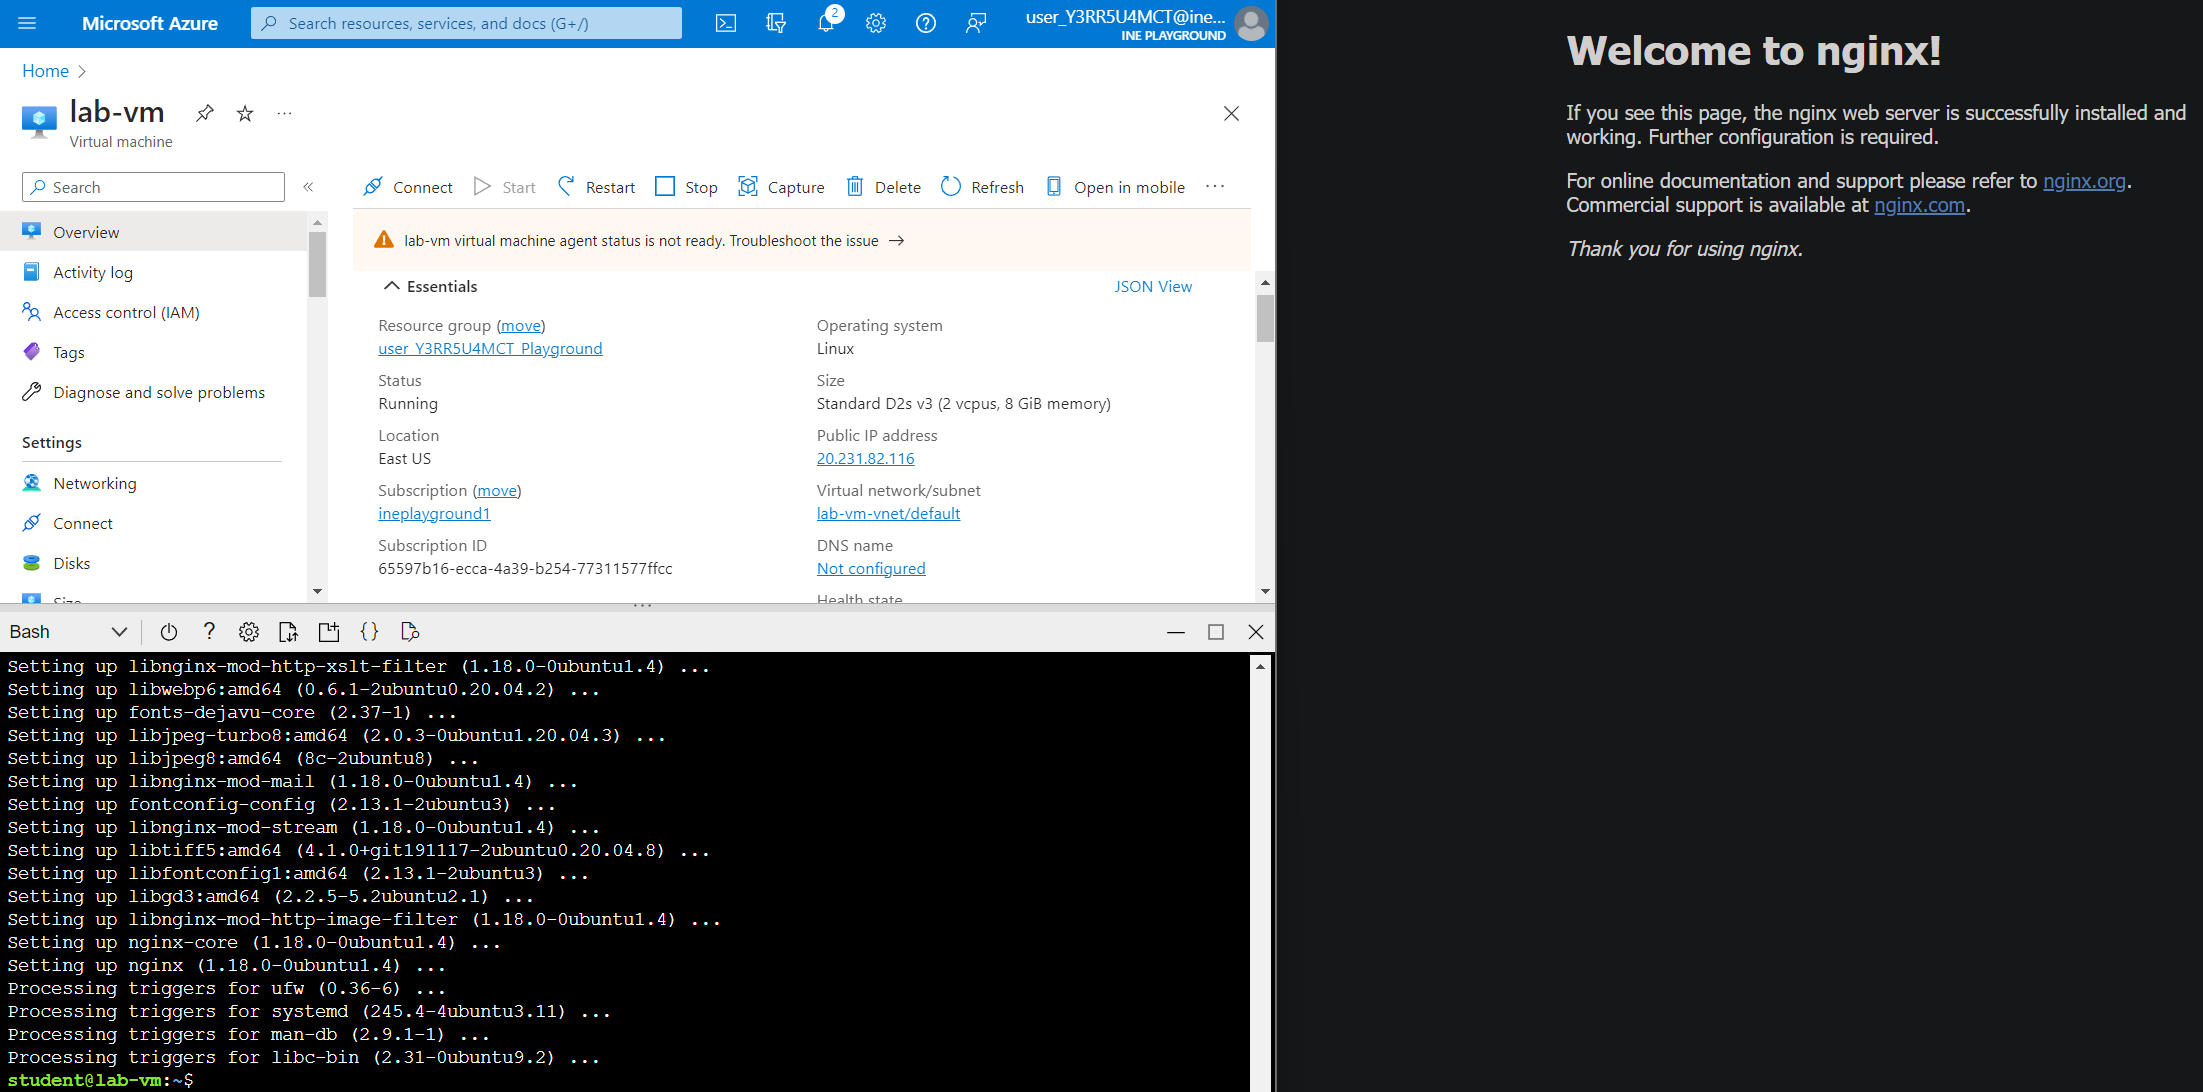 Microsoft Azure
Search resources, services, and docs (G+/)
2
user_Y3RR5U4MCT@ine...
INE PLAYGROUND
Home
lab-vm
Virtual machine
Search
Overview
Activity log
Access control (IAM)
Tags
Diagnose and solve problems
Settings
Networking
Connect
Disks
Size
Connect Start Restart Stop Capture Delete Refresh Open in mobile ...
lab-vm virtual machine agent status is not ready. Troubleshoot the issue →
Essentials
JSON View
Resource group (move)
user_Y3RR5U4MCT_Playground
Status
Running
Location
East US
Subscription (move)
ineplayground1
Subscription ID
65597b16-ecca-4a39-b254-77311577ffcc
Operating system
Linux
Size
Standard D2s v3 (2 vcpus, 8 GiB memory)
Public IP address
20.231.82.116
Virtual network/subnet
lab-vm-vnet/default
DNS name
Not configured
Health state
Bash
Setting up libnginx-mod-http-xslt-filter (1.18.0-0ubuntu1.4) ...
Setting up libwebp6:amd64 (0.6.1-2ubuntu0.20.04.2) ...
Setting up fonts-dejavu-core (2.37-1) ...
Setting up libjpeg-turbo8:amd64 (2.0.3-0ubuntu1.20.04.3) ...
Setting up libjpeg8:amd64 (8c-2ubuntu8) ...
Setting up libnginx-mod-mail (1.18.0-0ubuntu1.4) ...
Setting up fontconfig-config (2.13.1-2ubuntu3) ...
Setting up libnginx-mod-stream (1.18.0-0ubuntu1.4) ...
Setting up libtiff5:amd64 (4.1.0+git191117-2ubuntu0.20.04.8) ...
Setting up libfontconfig1:amd64 (2.13.1-2ubuntu3) ...
Setting up libgd3:amd64 (2.2.5-5.2ubuntu2.1) ...
Setting up libnginx-mod-http-image-filter (1.18.0-0ubuntu1.4) ...
Setting up nginx-core (1.18.0-0ubuntu1.4) ...
Setting up nginx (1.18.0-0ubuntu1.4) ...
Processing triggers for ufw (0.36-6) ...
Processing triggers for systemd (245.4-4ubuntu3.11) ...
Processing triggers for man-db (2.9.1-1) ...
Processing triggers for libc-bin (2.31-0ubuntu9.2) ...
student@lab-vm:~$
Welcome to nginx!
If you see this page, the nginx web server is successfully installed and
working. Further configuration is required.
For online documentation and support please refer to nginx.org.
Commercial support is available at nginx.com.
Thank you for using nginx.